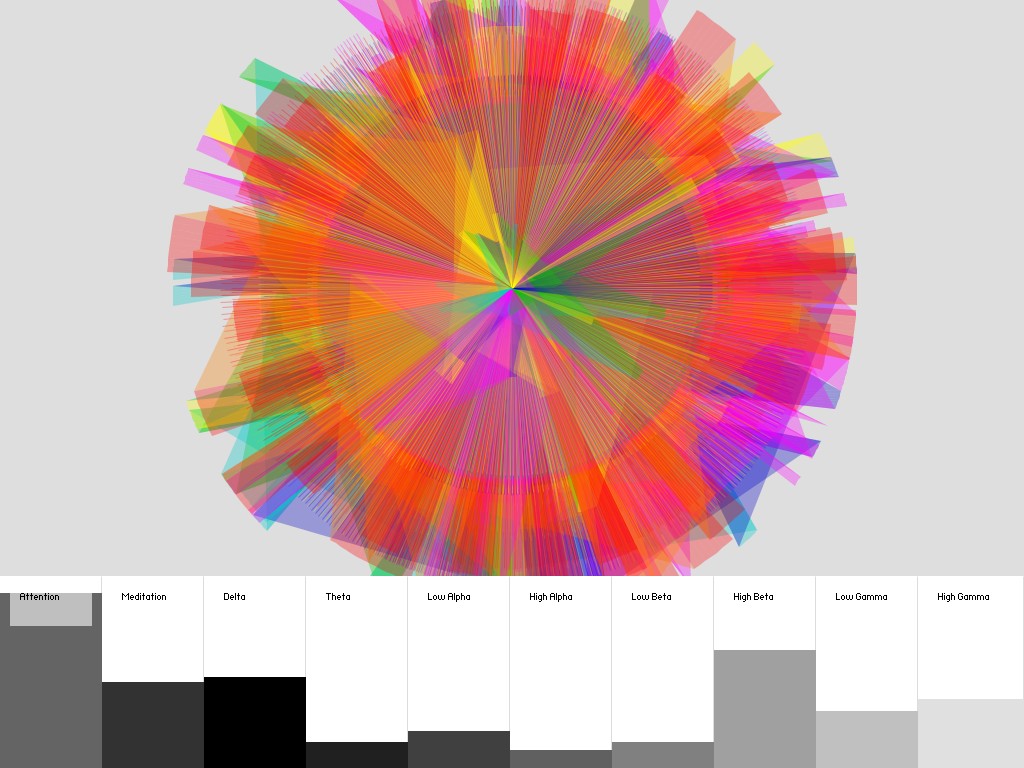 Attention
Meditation
Delta
Theta
Low Alpha
High Alpha
Low Beta
High Beta
Low Gamma
High Gamma